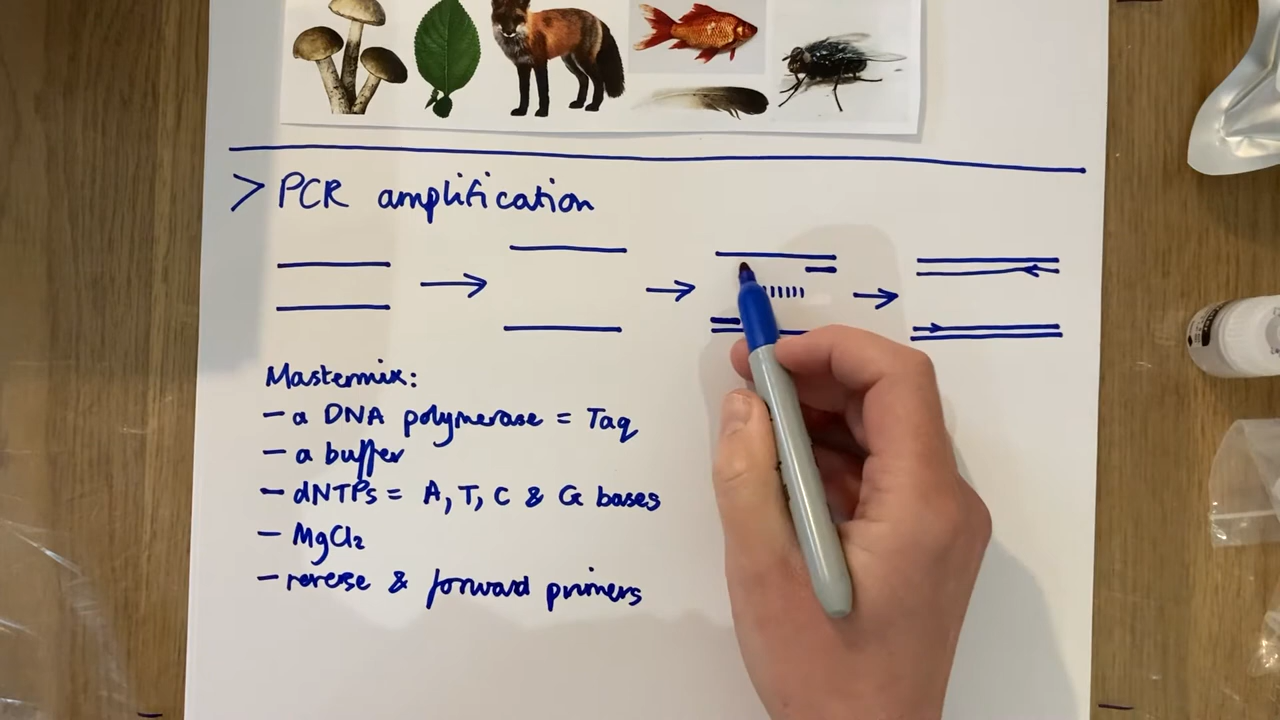 > PCR amplification
Mastermix:
- a DNA polymerase = Taq
- a buffer
- dNTPs = A, T, C & G bases
- MgCl₂
- reverse & forward primers